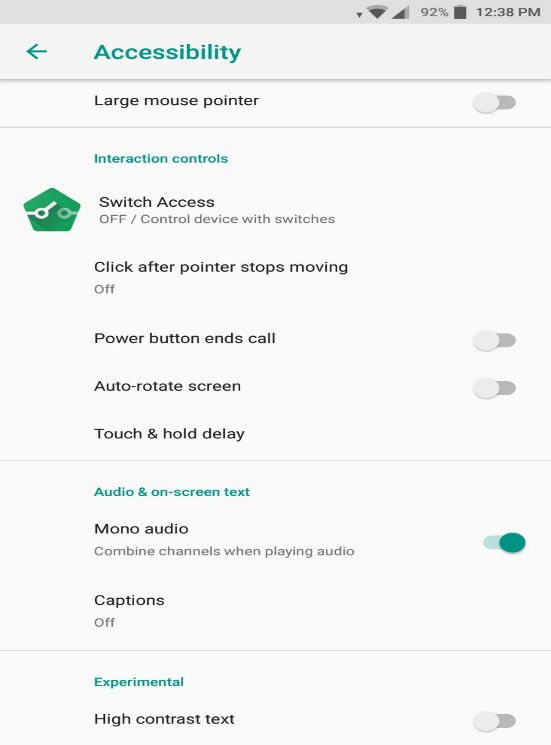 92% 12:38 PM
Accessibility
Large mouse pointer
Interaction controls
Switch Access
OFF / Control device with switches
Click after pointer stops moving
Off
Power button ends call
Auto-rotate screen
Touch & hold delay
Audio & on-screen text
Mono audio
Combine channels when playing audio
Captions
Off
Experimental
High contrast text